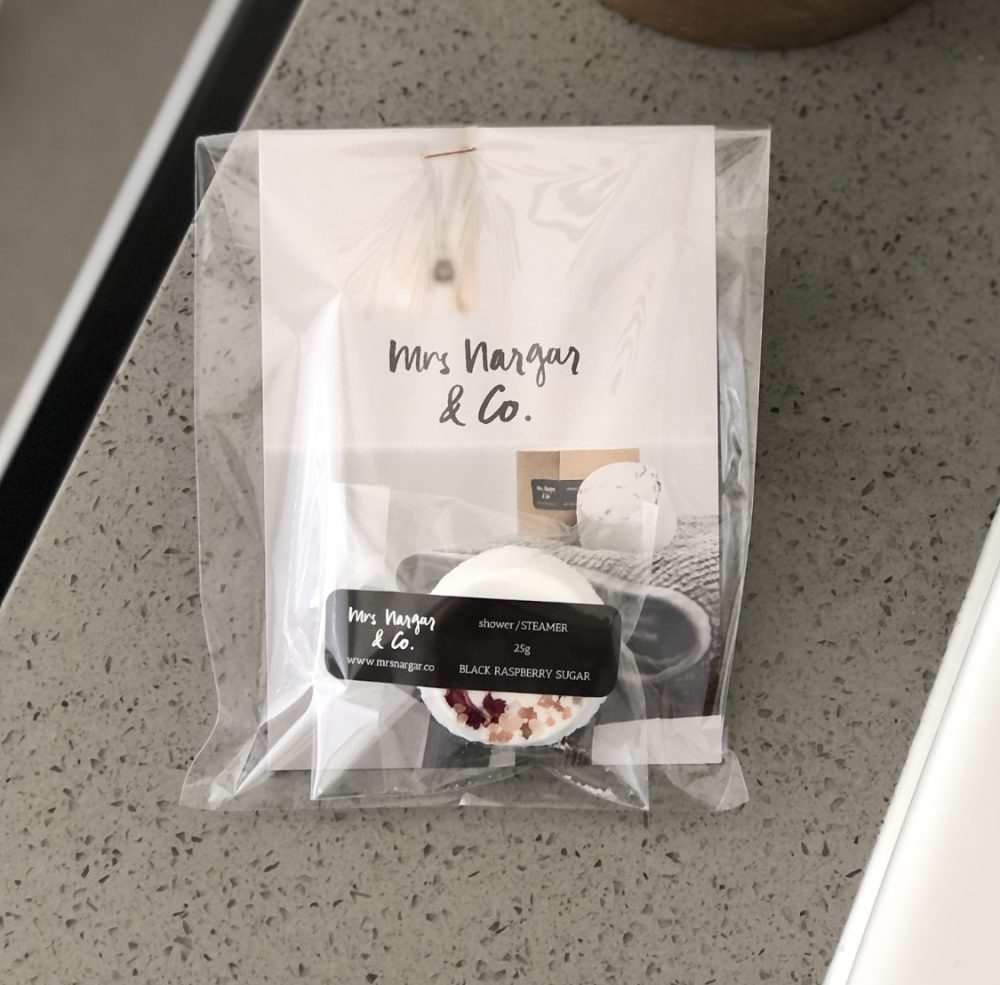 Mrs Nargar
& Co.
Mrs Nargar
& Co.
www.mrsnargar.co
shower/STEAMER
25g
BLACK RASPBERRY SUGAR